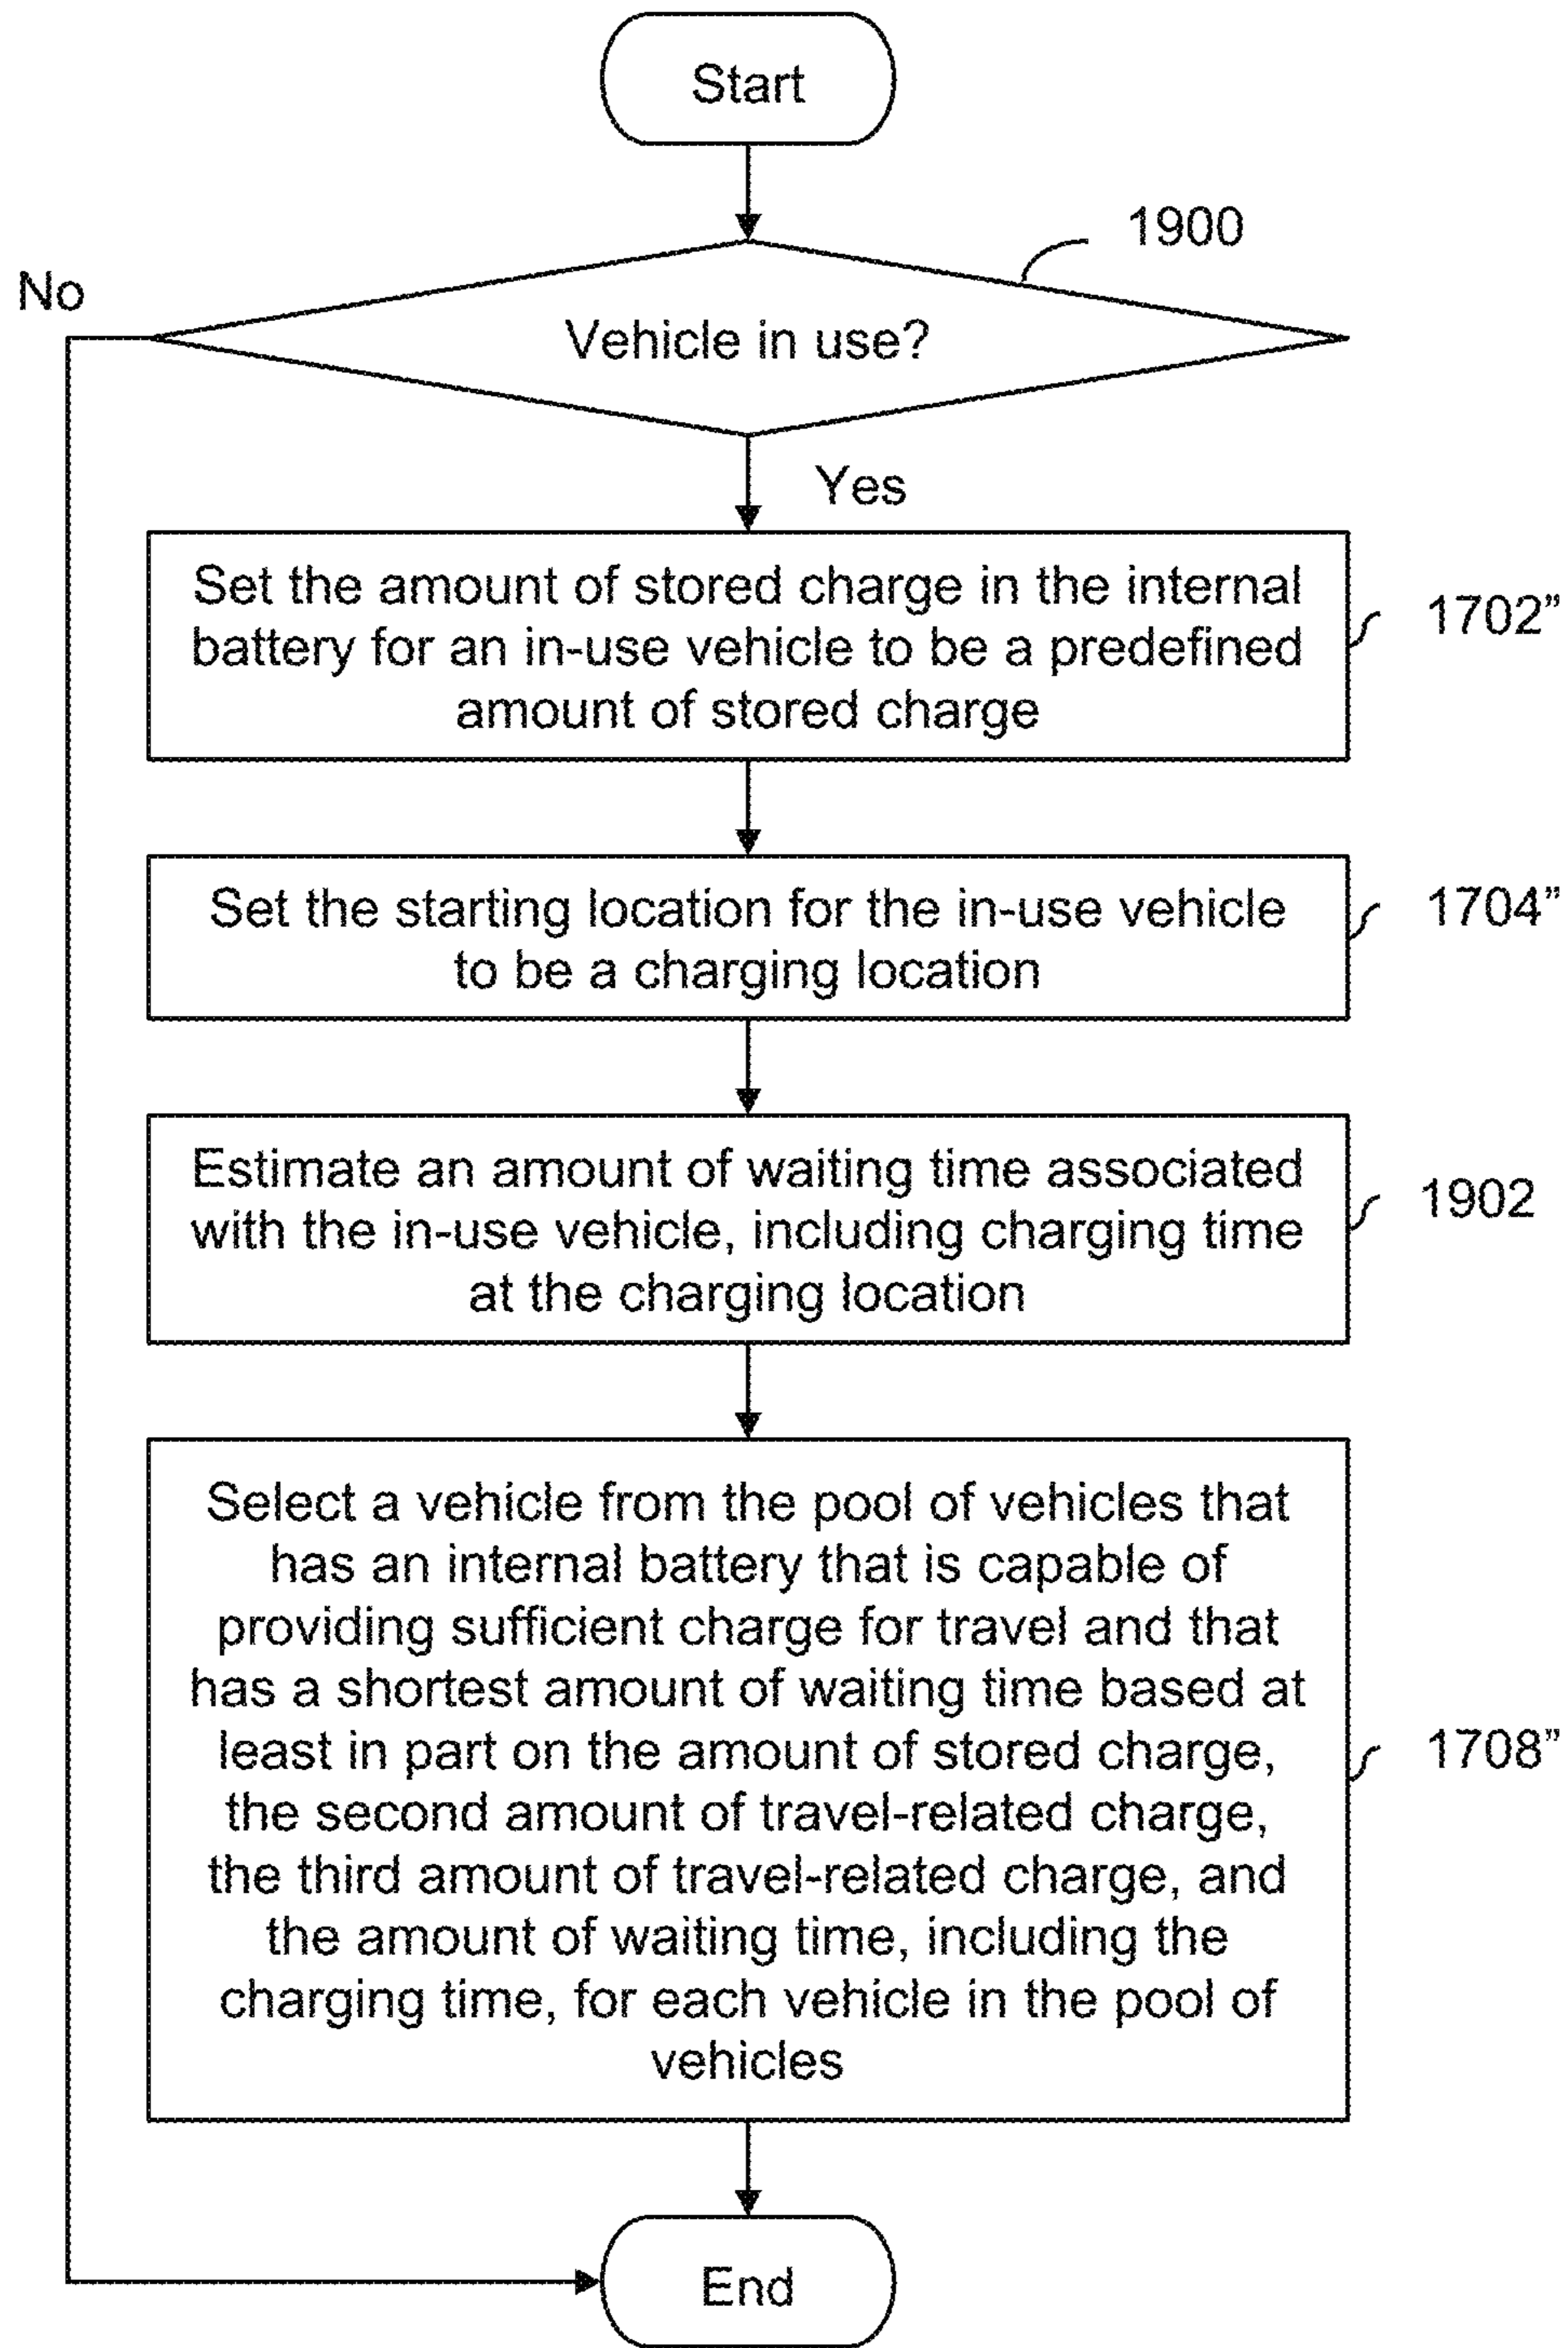 Start
1900
No
Vehicle in use?
Yes
Set the amount of stored charge in the internal
battery for an in-use vehicle to be a predefined
amount of stored charge
1702”
Set the starting location for the in-use vehicle
to be a charging location
1704”
Estimate an amount of waiting time associated
with the in-use vehicle, including charging time
at the charging location
1902
Select a vehicle from the pool of vehicles that
has an internal battery that is capable of
providing sufficient charge for travel and that
has a shortest amount of waiting time based at
least in part on the amount of stored charge,
the second amount of travel-related charge,
the third amount of travel-related charge, and
the amount of waiting time, including the
charging time, for each vehicle in the pool of
vehicles
1708”
End